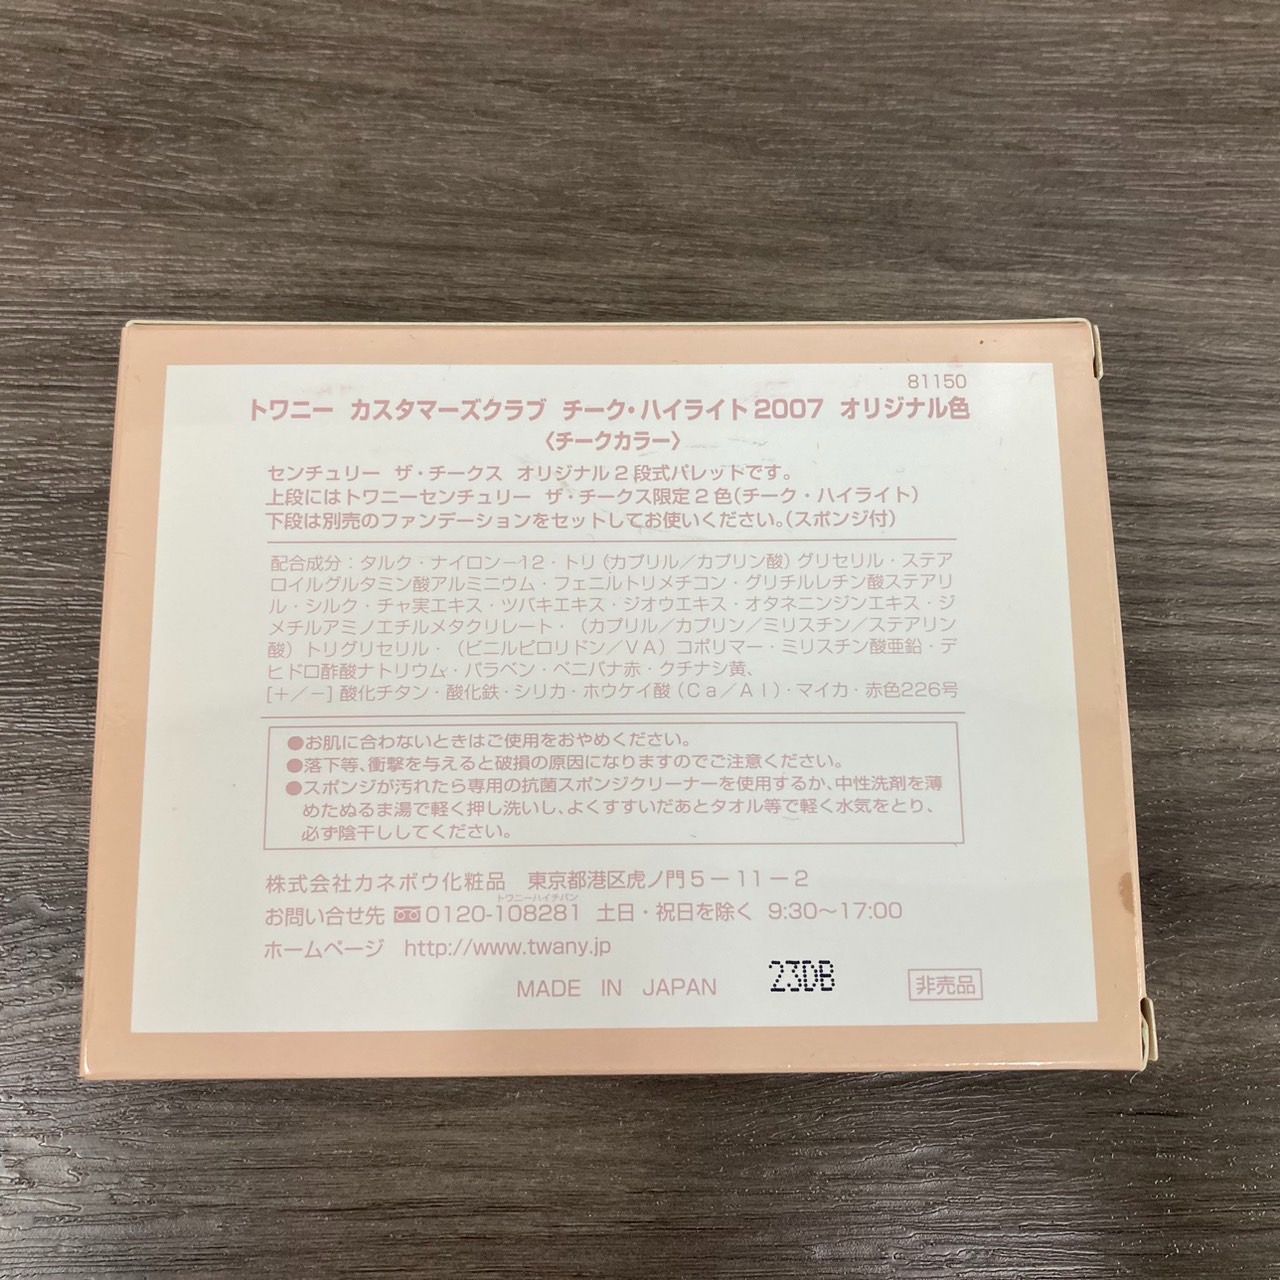 81150
トワニー カスタマーズクラブ チーク・ハイライト2007 オリジナル色
〈チークカラー〉
センチュリー ザ・チークス オリジナル2段式パレッドです。
上段にはトワニーセンチュリー ザ・チークス限定2色(チーク・ハイライト)
下段は別売のファンデーションをセットしてお使いください。(スポンジ付)
配合成分：タルク・ナイロン-12・トリ(カプリル／カプリン酸)グリセリル・ステア
ロイルグルタミン酸アルミニウム・フェニルトリメチコン・グリチルレチン酸ステアリ
ル・シルク・チャ実エキス・ツバキエキス・ジオウエキス・オタネニンジンエキス・ジ
メチルアミノエチルメタクリレート・(カプリル／カプリン／ミリスチン／ステアリン
酸)トリグリセリル・(ビニルピロリドン／VA)コポリマー・ミリスチン酸亜鉛・デ
ヒドロ酢酸ナトリウム・パラベン・ベニバナ赤・クチナシ黄、
[＋／－]酸化チタン・酸化鉄・シリカ・ホウケイ酸(Ca／Al)・マイカ・赤色226号
●お肌に合わないときはご使用をおやめください。
●落下等、衝撃を与えると破損の原因になりますのでご注意ください。
●スポンジが汚れたら専用の抗菌スポンジクリーナーを使用するか、中性洗剤を薄
めたぬるま湯で軽く押し洗いし、よくすすいだあとタオル等で軽く水気をとり、
必ず陰干ししてください。
株式会社カネボウ化粧品 東京都港区虎ノ門5－11－2
トワニーハイチバン
お問い合せ先 0120-108281 土日・祝日を除く 9:30～17:00
ホームページ http://www.twany.jp
MADE IN JAPAN 23DB 非売品